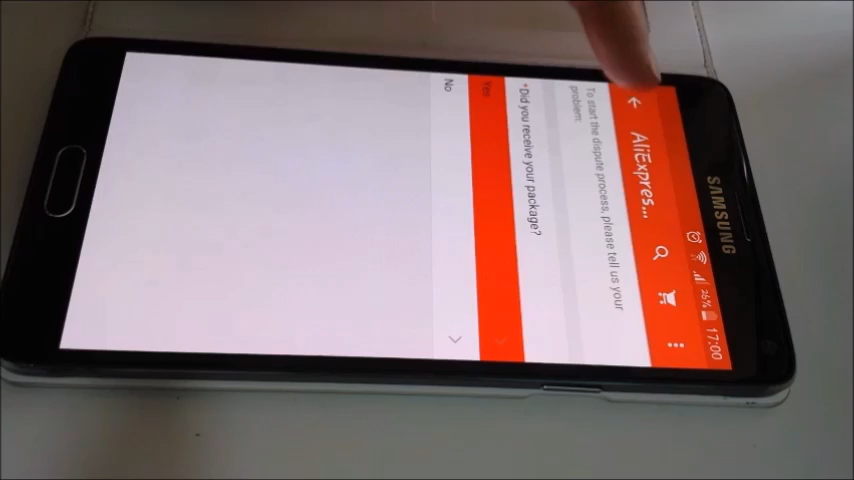 SAMSUNG
26% 17:00
AliExpres...
To start the dispute process, please tell us your
problem:
*Did you receive your package?
Yes
No